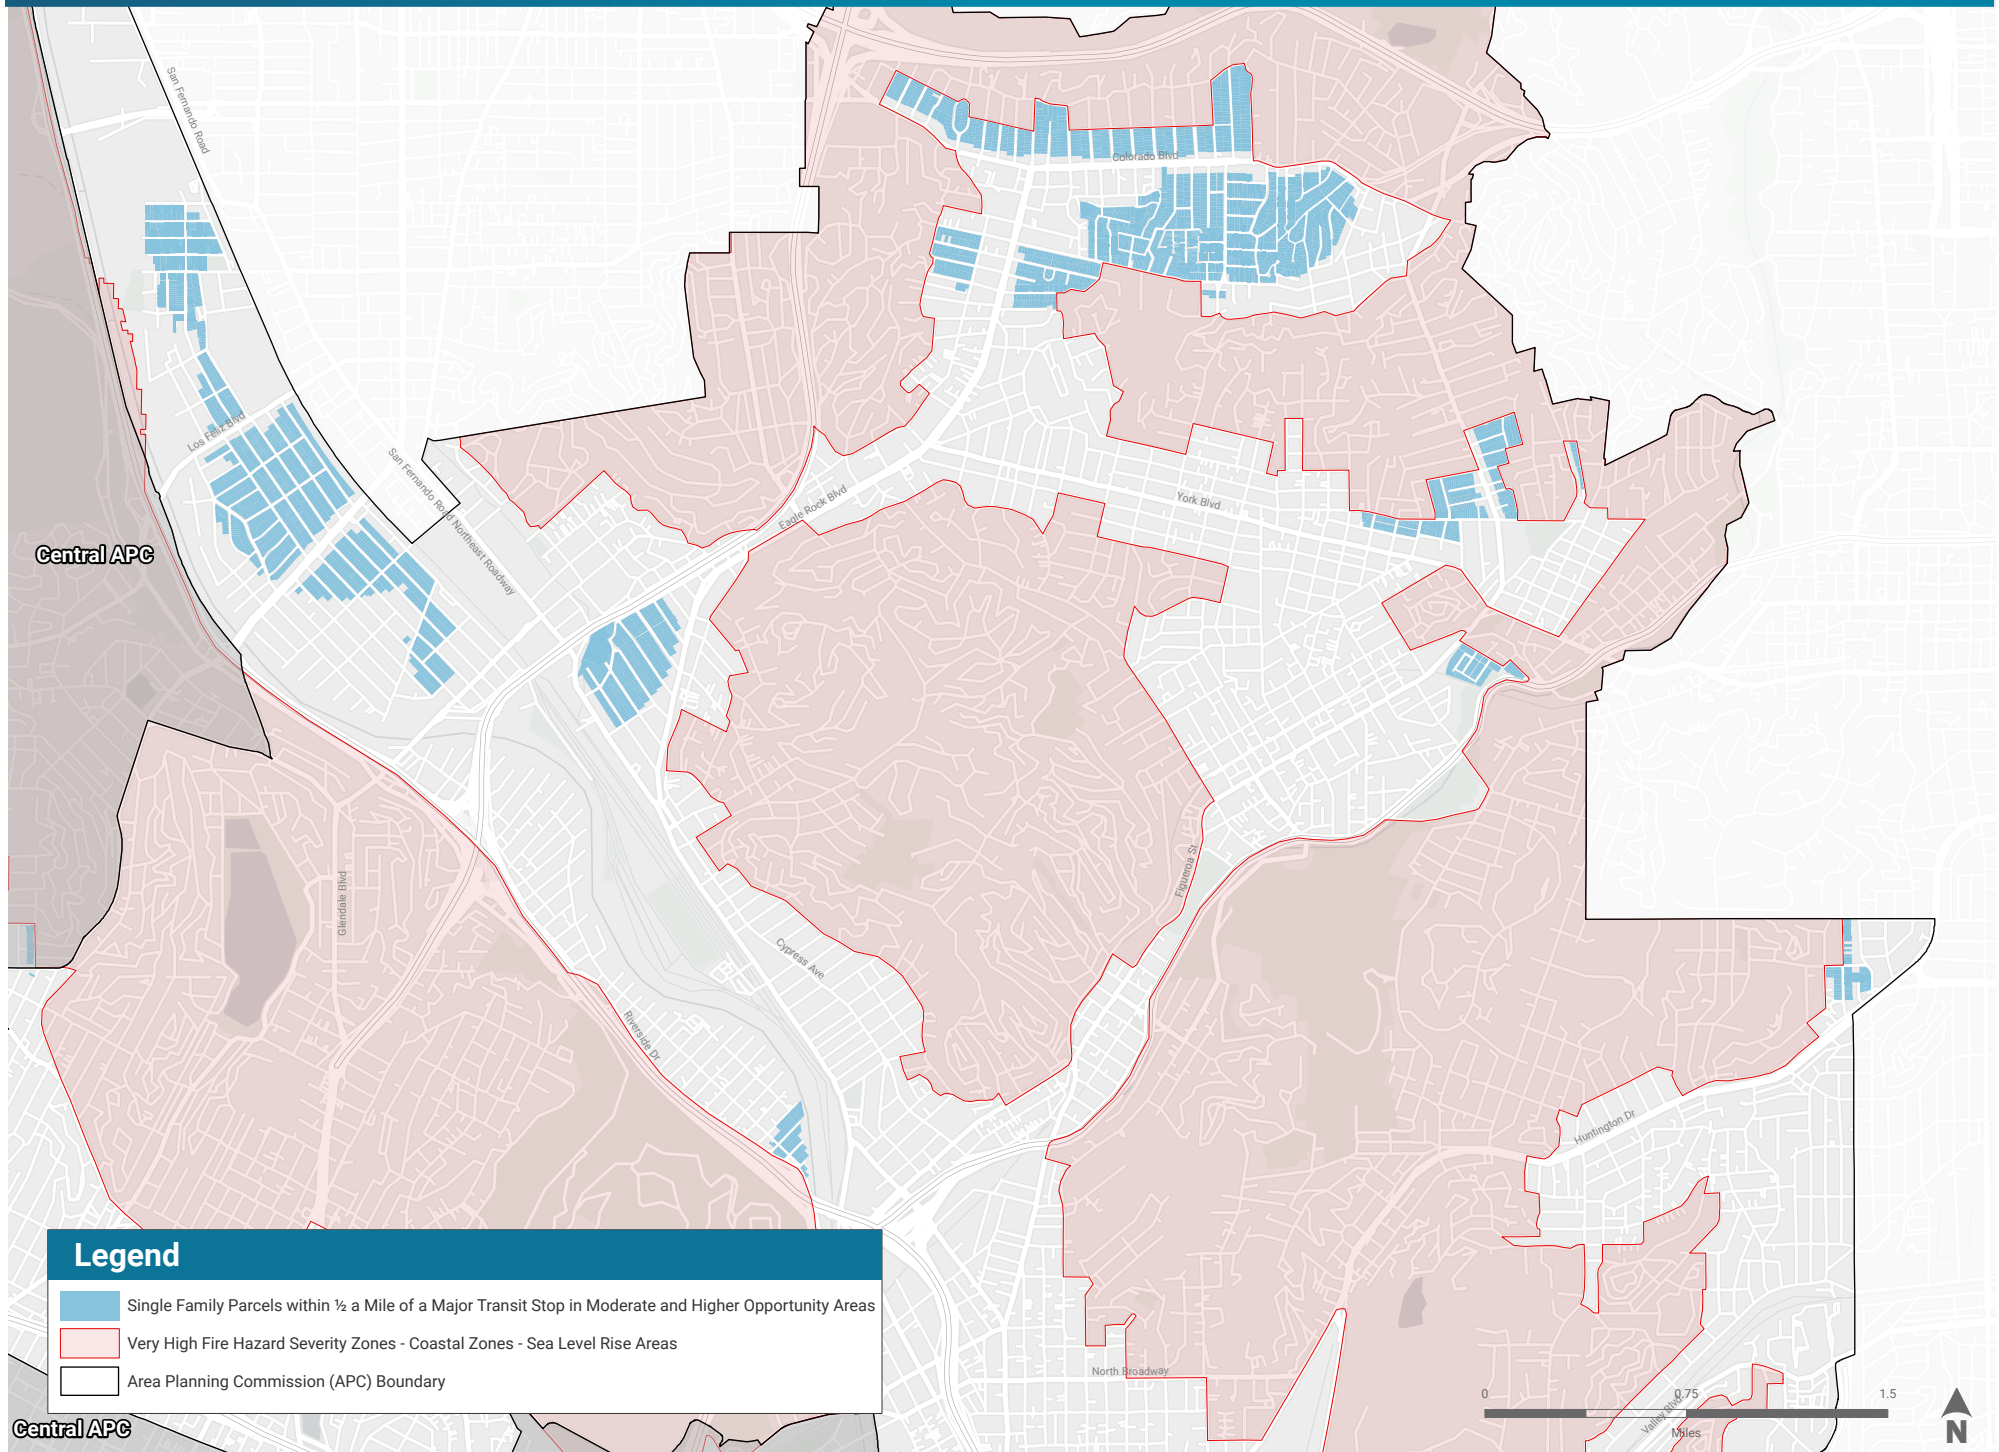 San Fernando Road
Colorado Blvd
Los Feliz Blvd
San Fernando Road Northeast Roadway
Eagle Rock Blvd
York Blvd
Central APC
Glendale Blvd
Figueroa St
Cypress Ave
Riverside Dr
Huntington Dr
North Broadway
Valley Blvd
Legend
Single Family Parcels within ½ a Mile of a Major Transit Stop in Moderate and Higher Opportunity Areas
Very High Fire Hazard Severity Zones - Coastal Zones - Sea Level Rise Areas
Area Planning Commission (APC) Boundary
0 0.75 1.5
Miles
N
Central APC